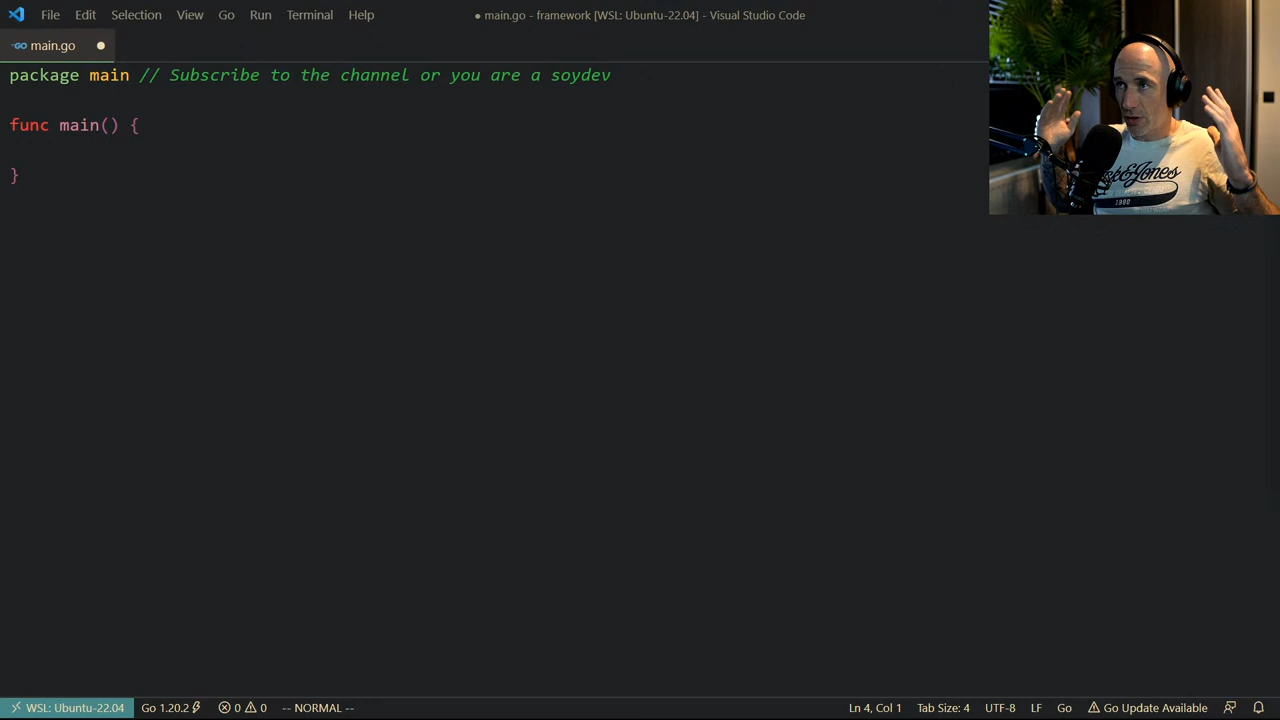 File Edit Selection View Go Run Terminal Help
● main.go - framework [WSL: Ubuntu-22.04] - Visual Studio Code
main.go
package main // Subscribe to the channel or you are a soydev
func main() {
}
Jones
1990
WSL: Ubuntu-22.04 Go 1.20.2 0 0 -- NORMAL -- Ln 4, Col 1 Tab Size: 4 UTF-8 LF Go Go Update Available